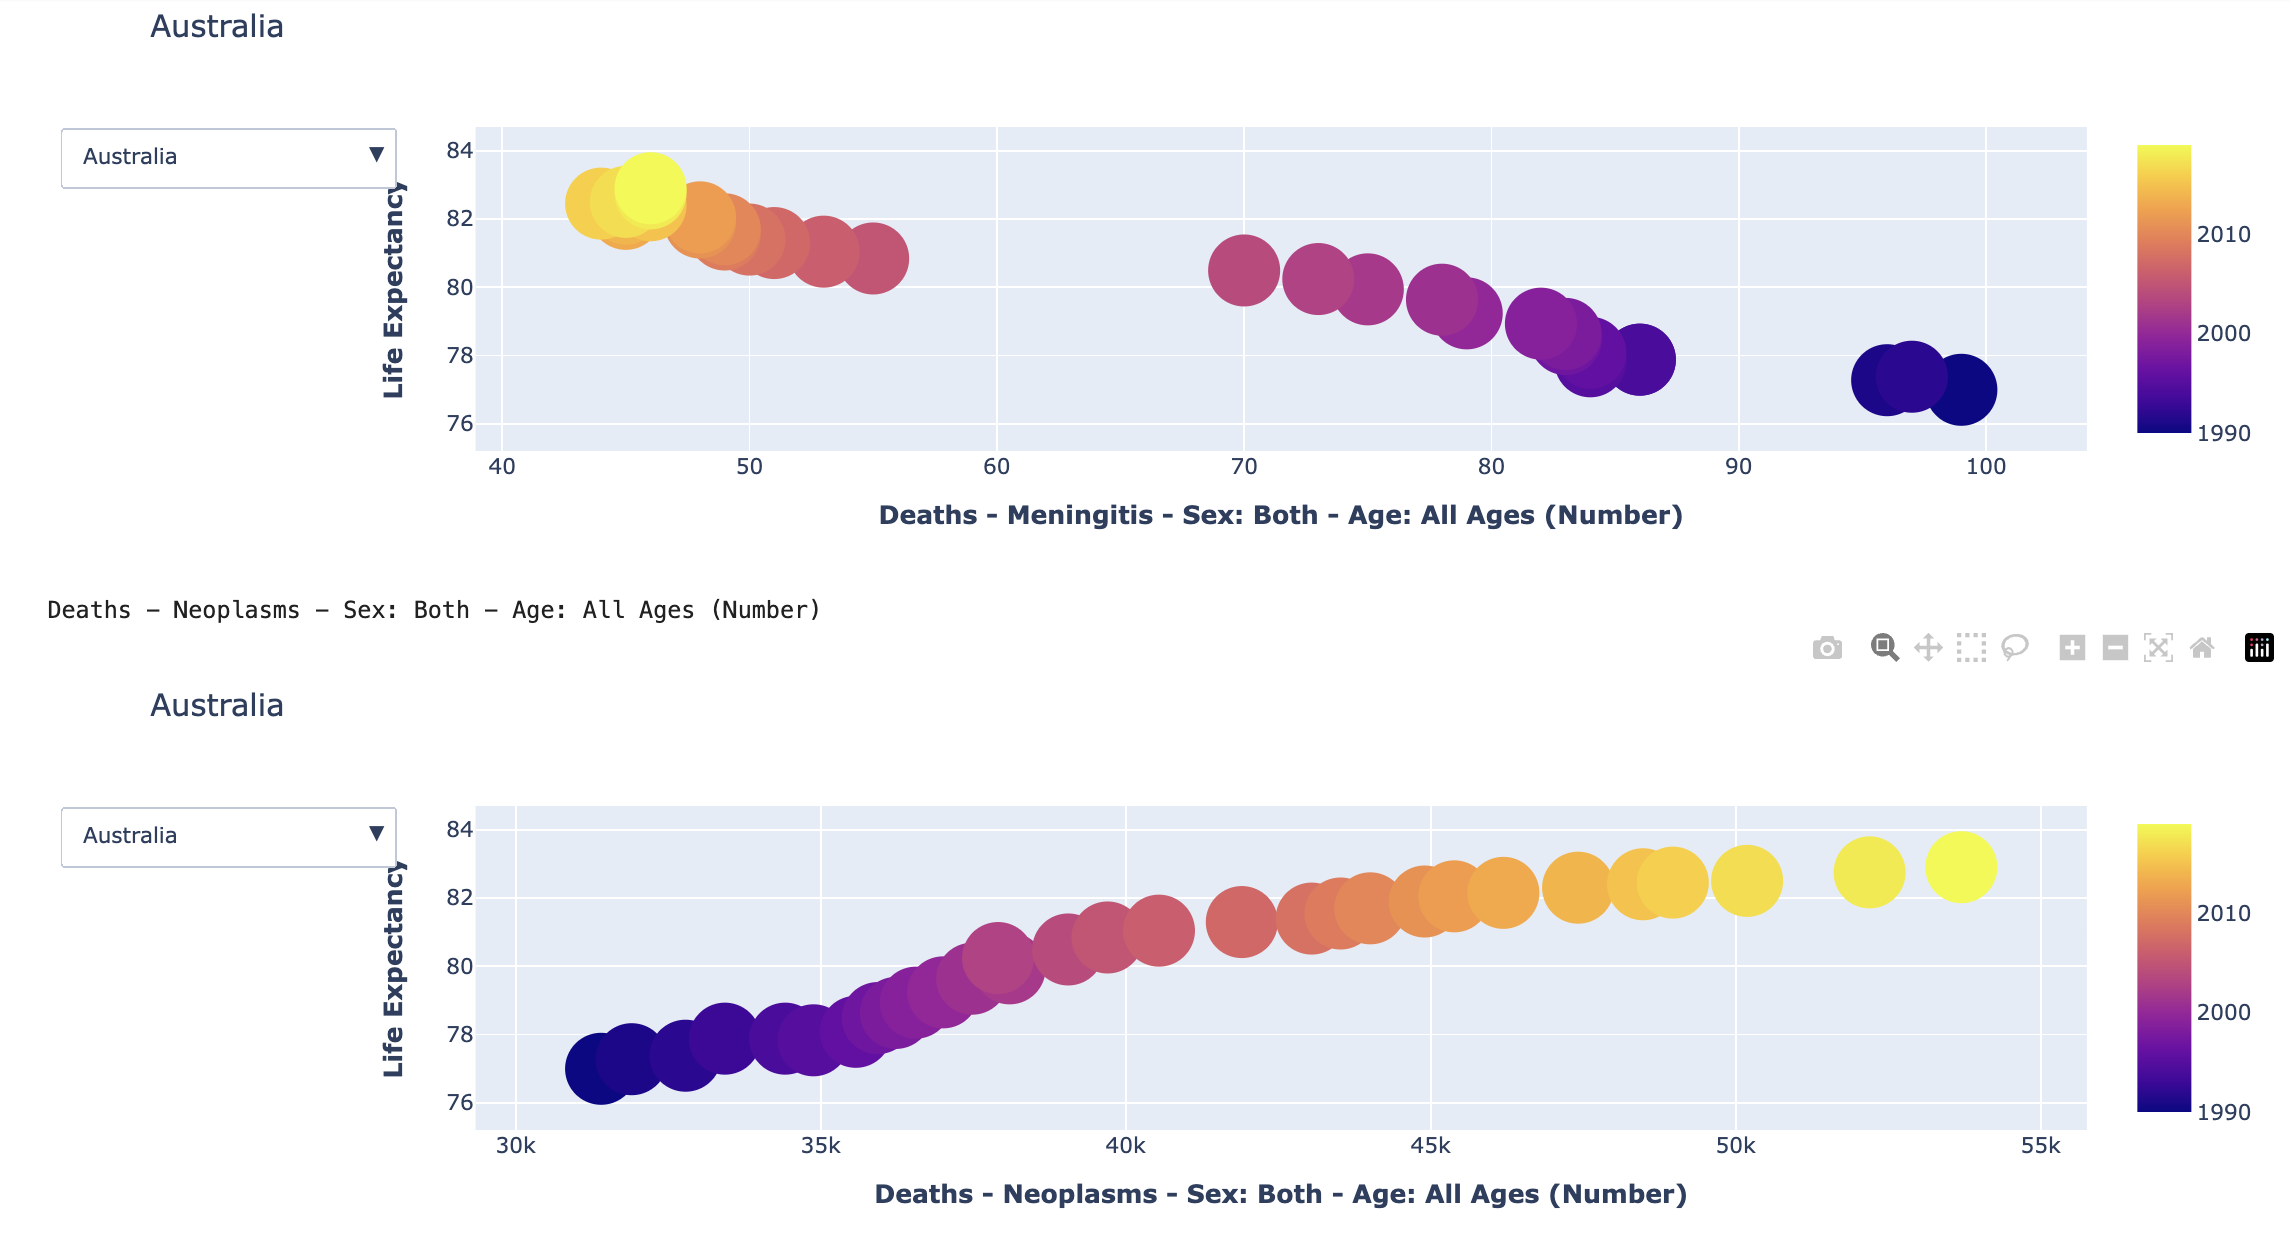 Australia
Australia ▼
Life Expectancy
84
82
80
78
76
40 50 60 70 80 90 100
Deaths - Meningitis - Sex: Both - Age: All Ages (Number)
2010
2000
1990
Deaths - Neoplasms - Sex: Both - Age: All Ages (Number)
Australia
Australia ▼
Life Expectancy
84
82
80
78
76
30k 35k 40k 45k 50k 55k
Deaths - Neoplasms - Sex: Both - Age: All Ages (Number)
2010
2000
1990